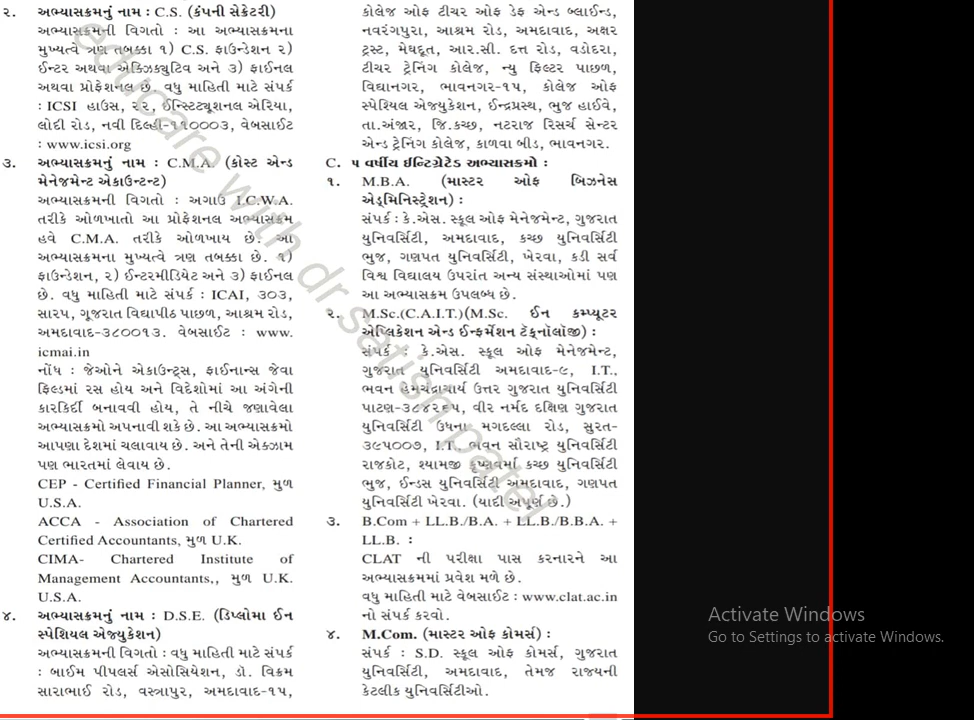 ૨. અભ્યાસક્રમનું નામ : C.S. (કંપની સેક્રેટરી)
અભ્યાસક્રમની વિગતો : આ અભ્યાસક્રમના
મુખ્યત્વે ત્રણ તબક્કા ૧) C.S. ફાઉન્ડેશન ૨)
ઈન્ટર અથવા એક્ઝિક્યુટિવ અને ૩) ફાઈનલ
અથવા પ્રોફેશનલ છે. વધુ માહિતી માટે સંપર્ક
: ICSI હાઉસ, ૨૨, ઈન્સ્ટિટ્યૂશનલ એરિયા,
લોદી રોડ, નવી દિલ્હી-૧૧૦૦૦૩, વેબસાઈટ
: www.icsi.org
૩. અભ્યાસક્રમનું નામ : C.M.A. (કોસ્ટ એન્ડ
મેનેજમેન્ટ એકાઉન્ટન્ટ)
અભ્યાસક્રમની વિગતો : અગાઉ I.C.W.A.
તરીકે ઓળખાતો આ પ્રોફેશનલ અભ્યાસક્રમ
હવે C.M.A. તરીકે ઓળખાય છે. આ
અભ્યાસક્રમના મુખ્યત્વે ત્રણ તબક્કા છે. ૧)
ફાઉન્ડેશન, ૨) ઈન્ટરમીડિયેટ અને ૩) ફાઈનલ
છે. વધુ માહિતી માટે સંપર્ક : ICAI, ૩૦૩,
સારપ, ગૂજરાત વિદ્યાપીઠ પાછળ, આશ્રમ રોડ,
અમદાવાદ-૩૮૦૦૧૩. વેબસાઈટ : www.
icmai.in
નોંધ : જેઓને એકાઉન્ટ્સ, ફાઈનાન્સ જેવા
ફિલ્ડમાં રસ હોય અને વિદેશોમાં આ અંગેની
કારકિર્દી બનાવવી હોય, તે નીચે જણાવેલા
અભ્યાસક્રમો અપનાવી શકે છે. આ અભ્યાસક્રમો
આપણા દેશમાં ચલાવાય છે. અને તેની એક્ઝામ
પણ ભારતમાં લેવાય છે.
CEP - Certified Financial Planner, મુળ
U.S.A.
ACCA - Association of Chartered
Certified Accountants, મુળ U.K.
CIMA- Chartered Institute of
Management Accountants,, મુળ U.K.
U.S.A.
૪. અભ્યાસક્રમનું નામ : D.S.E. (ડિપ્લોમા ઈન
સ્પેશિયલ એજ્યુકેશન)
અભ્યાસક્રમની વિગતો : વધુ માહિતી માટે સંપર્ક
: બાઈમ પીપલર્સ એસોસિયેશન, ડૉ. વિક્રમ
સારાભાઈ રોડ, વસ્ત્રાપુર, અમદાવાદ-૧૫,
કોલેજ ઓફ ટીચર ઓફ ડેફ એન્ડ બ્લાઈન્ડ,
નવરંગપુરા, આશ્રમ રોડ, અમદાવાદ, અક્ષર
ટ્રસ્ટ, મેઘદૂત, આર.સી. દત્ત રોડ, વડોદરા,
ટીચર ટ્રેનિંગ કોલેજ, ન્યુ ફિલ્ટર પાછળ,
વિદ્યાનગર, ભાવનગર-૧૫, કોલેજ ઓફ
સ્પેશ્યિલ એજ્યુકેશન, ઈન્દ્રપ્રસ્થ, ભુજ હાઈવે,
તા.અંજાર, જિ.કચ્છ, નટરાજ રિસર્ચ સેન્ટર
એન્ડ ટ્રેનિંગ કોલેજ, કાળવા બીડ, ભાવનગર.
C. ૫ વર્ષીય ઈન્ટિગ્રેટેડ અભ્યાસક્રમો :
૧. M.B.A. (માસ્ટર ઓફ બિઝનેસ
એડ્મિનિસ્ટ્રેશન) :
સંપર્ક : કે.એસ. સ્કૂલ ઓફ મેનેજમેન્ટ, ગુજરાત
યુનિવર્સિટી, અમદાવાદ, કચ્છ યુનિવર્સિટી
ભુજ, ગણપત યુનિવર્સિટી, ખેરવા, કડી સર્વ
વિશ્વ વિદ્યાલય ઉપરાંત અન્ય સંસ્થાઓમાં પણ
આ અભ્યાસક્રમ ઉપલબ્ધ છે.
૨. M.Sc.(C.A.I.T.)(M.Sc. ઈન કમ્પ્યૂટર
એપ્લિકેશન એન્ડ ઈન્ફર્મેશન ટૅક્નૉલૉજી) :
સંપર્ક : કે.એસ. સ્કૂલ ઓફ મેનેજમેન્ટ,
ગુજરાત યુનિવર્સિટી અમદાવાદ-૯, I.T.,
ભવન હેમચંદ્રાચાર્ય ઉત્તર ગુજરાત યુનિવર્સિટી
પાટણ-૩૮૪૨૬૫, વીર નર્મદ દક્ષિણ ગુજરાત
યુનિવર્સિટી ઉધના મગદલ્લા રોડ, સુરત-
૩૯૫૦૦૭, I.T. ભવન સૌરાષ્ટ્ર યુનિવર્સિટી
રાજકોટ, શ્યામજી કૃષ્ણવર્મા કચ્છ યુનિવર્સિટી
ભુજ, ઈન્ડસ યુનિવર્સિટી અમદાવાદ, ગણપત
યુનિવર્સિટી ખેરવા. (યાદી અપૂર્ણ છે.)
૩. B.Com + LL.B./B.A. + LL.B./B.B.A. +
LL.B. :
CLAT ની પરીક્ષા પાસ કરનારને આ
અભ્યાસક્રમમાં પ્રવેશ મળે છે.
વધુ માહિતી માટે વેબસાઈટ : www.clat.ac.in
નો સંપર્ક કરવો.
૪. M.Com. (માસ્ટર ઓફ કોમર્સ) :
સંપર્ક : S.D. સ્કૂલ ઓફ કોમર્સ, ગુજરાત
યુનિવર્સિટી, અમદાવાદ તેમજ રાજ્યની
કેટલીક યુનિવર્સિટીઓ.
educare with dr satish patel
Activate Windows
Go to Settings to activate Windows.